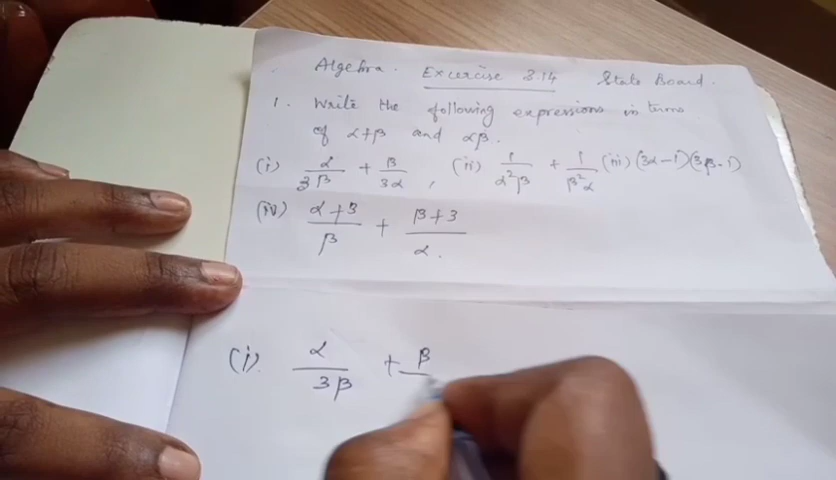 Algebra. Exercise 3.14 State Board.
1. Write the following expressions in terms
of α+β and αβ.
(i) α/3β + β/3α , (ii) 1/α²β + 1/β²α (iii) (3α-1)(3β-1)
(iv) α+3/β + β+3/α.
(i) α/3β + β